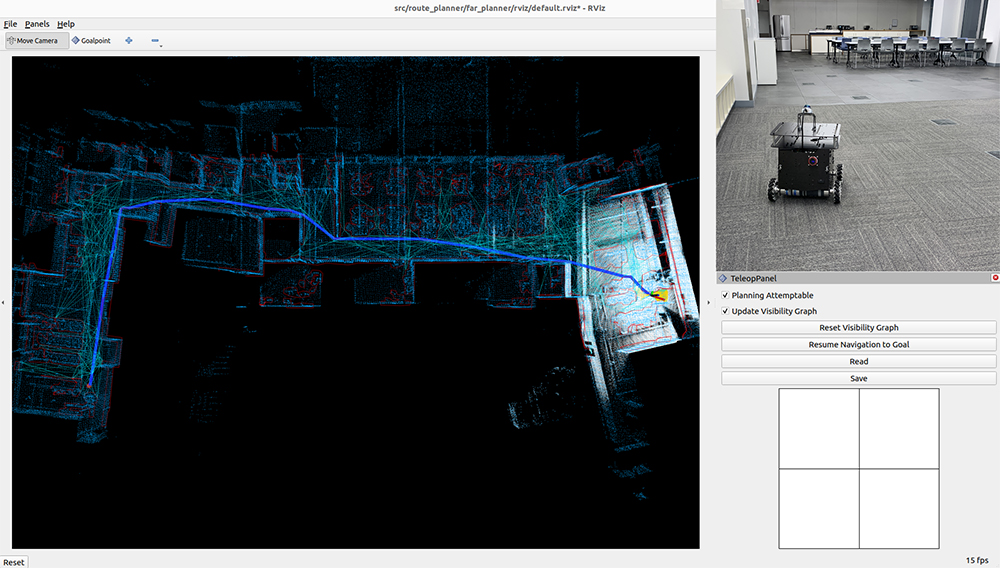 src/route_planner/far_planner/rviz/default.rviz* - RViz
File Panels Help
Move Camera Goalpoint
TeleopPanel
Planning Attemptable
Update Visibility Graph
Reset Visibility Graph
Resume Navigation to Goal
Read
Save
Reset
15 fps